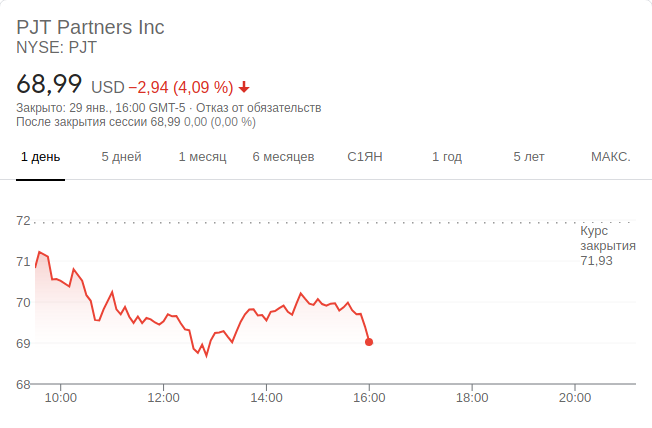 PJT Partners Inc
NYSE: PJT
68,99 USD −2,94 (4,09 %)
Закрыто: 29 янв., 16:00 GMT-5 · Отказ от обязательств
После закрытия сессии 68,99 0,00 (0,00 %)
1 день 5 дней 1 месяц 6 месяцев С1ЯН 1 год 5 лет МАКС.
72
Курс
закрытия
71,93
71
70
69
68
10:00 12:00 14:00 16:00 18:00 20:00